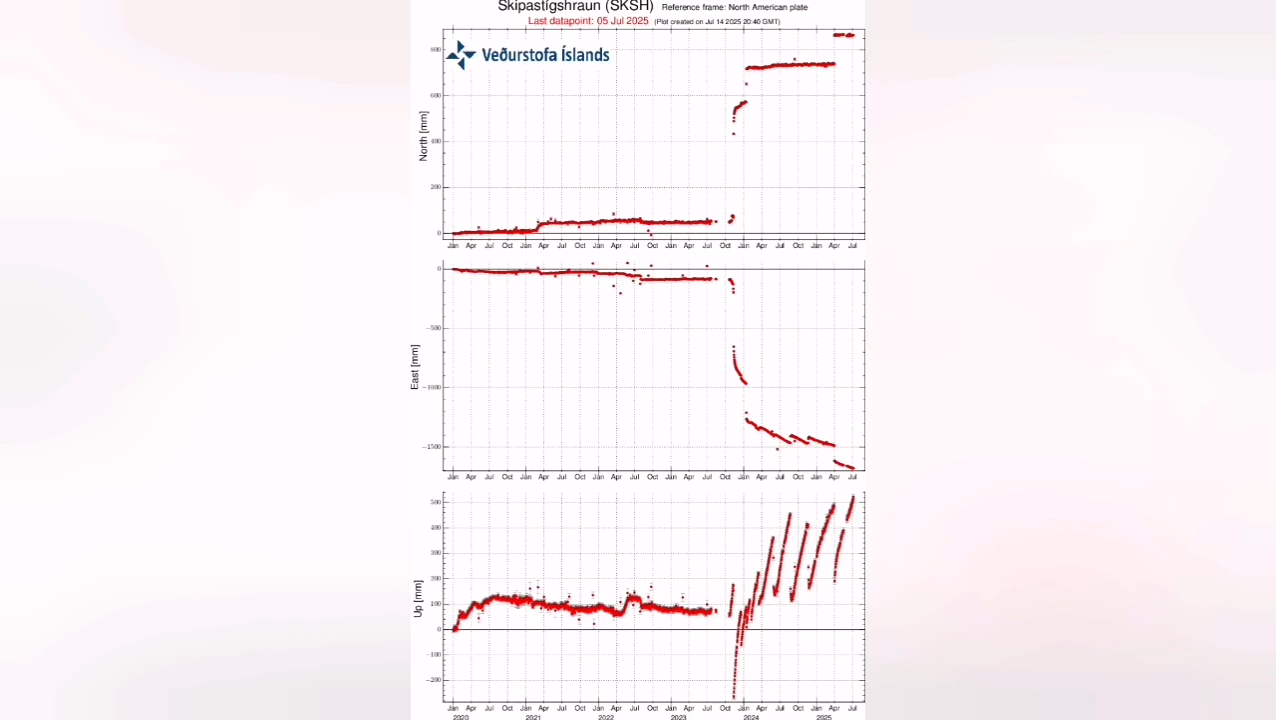 Skipastígshraun (SKSH) Reference frame: North American plate
Last datapoint: 05 Jul 2025 (Plot created on Jul 14 2025 20:40 GMT)
Veðurstofa Íslands
North [mm]
800
600
400
200
0
Jan Apr Jul Oct Jan Apr Jul Oct Jan Apr Jul Oct Jan Apr Jul Oct Jan Apr Jul Oct Jan Apr Jul
East [mm]
0
−500
−1000
−1500
Jan Apr Jul Oct Jan Apr Jul Oct Jan Apr Jul Oct Jan Apr Jul Oct Jan Apr Jul Oct Jan Apr Jul
Up [mm]
500
400
300
200
100
0
−100
−200
Jan Apr Jul Oct Jan Apr Jul Oct Jan Apr Jul Oct Jan Apr Jul Oct Jan Apr Jul Oct Jan Apr Jul
2020 2021 2022 2023 2024 2025